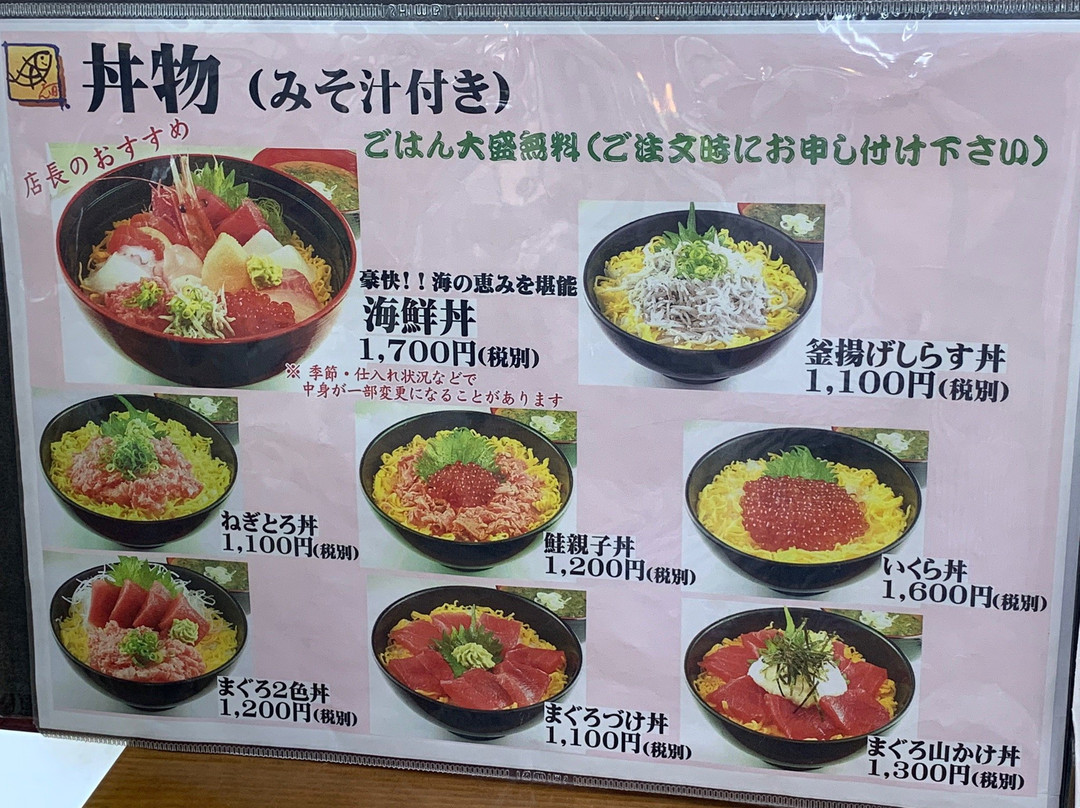 丼物(みそ汁付き)
ごはん大盛無料(ご注文時にお申し付け下さい)
店長のおすすめ
豪快!!海の恵みを堪能
海鮮丼
1,700円(税別)
※季節・仕入れ状況などで
中身が一部変更になることがあります
釜揚げしらす丼
1,100円(税別)
ねぎとろ丼
1,100円(税別)
鮭親子丼
1,200円(税別)
いくら丼
1,600円(税別)
まぐろ2色丼
1,200円(税別)
まぐろづけ丼
1,100円(税別)
まぐろ山かけ丼
1,300円(税別)